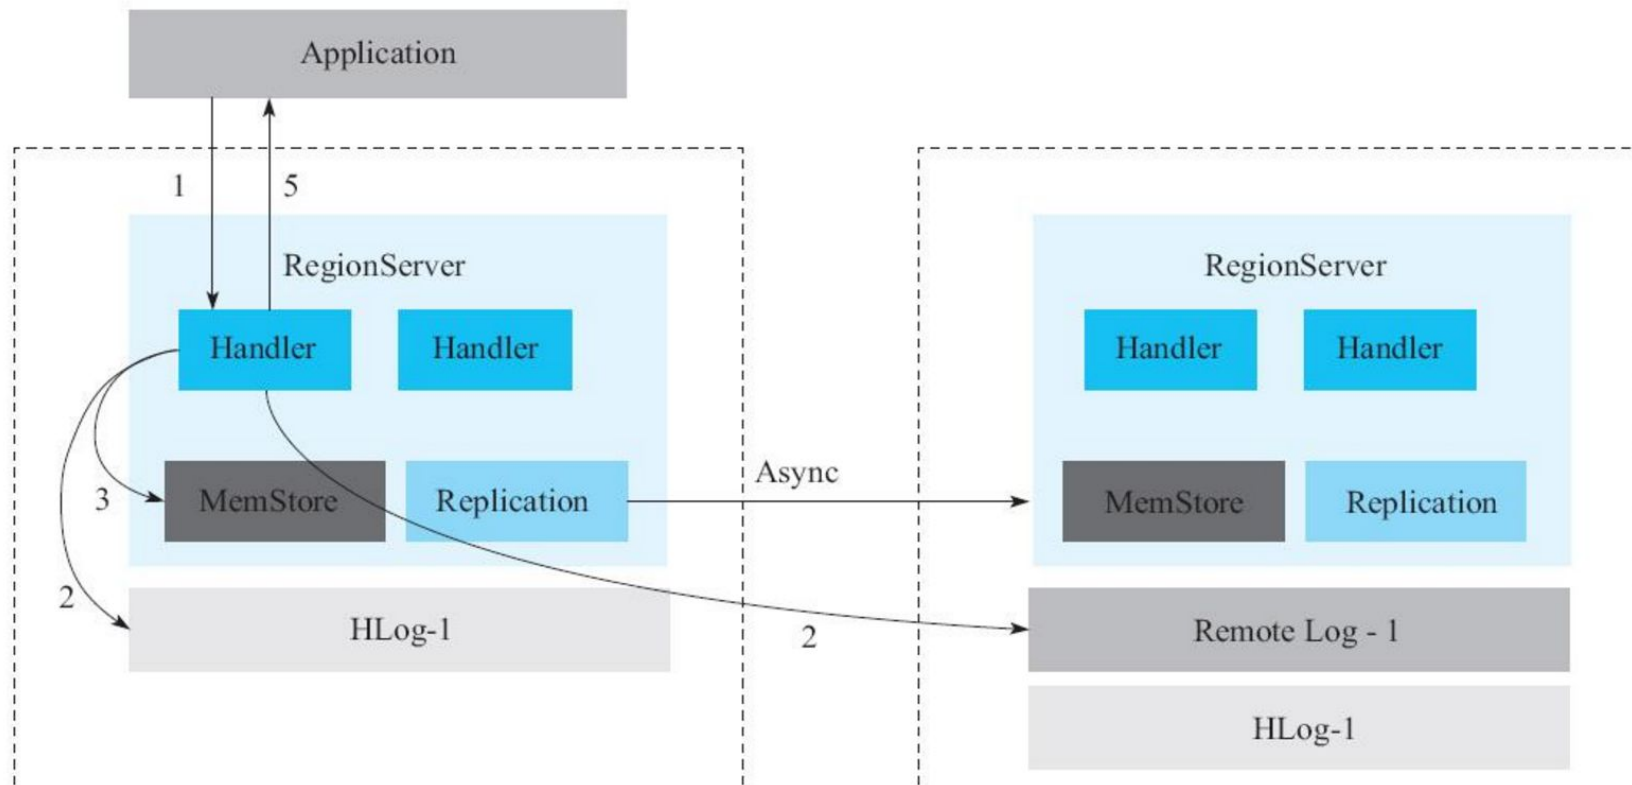 Application
1
5
RegionServer
RegionServer
Handler
Handler
Handler
Handler
Async
3
MemStore
Replication
MemStore
Replication
2
HLog-1
2
Remote Log - 1
HLog-1